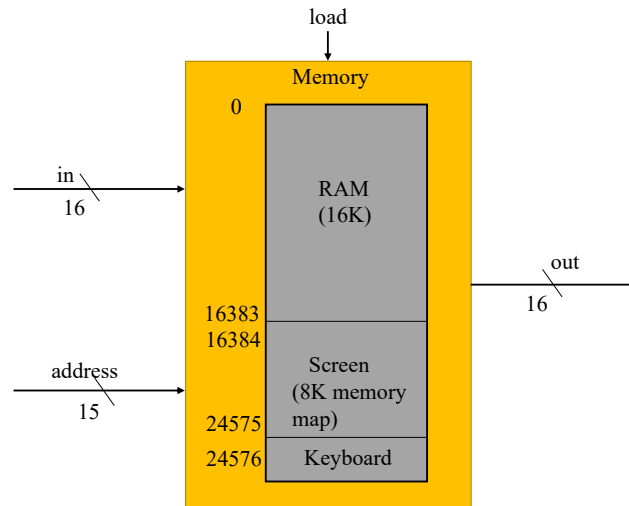 load
Memory
0
in
16
RAM
(16K)
out
16
16383
16384
address
15
Screen
(8K memory
map)
24575
24576
Keyboard